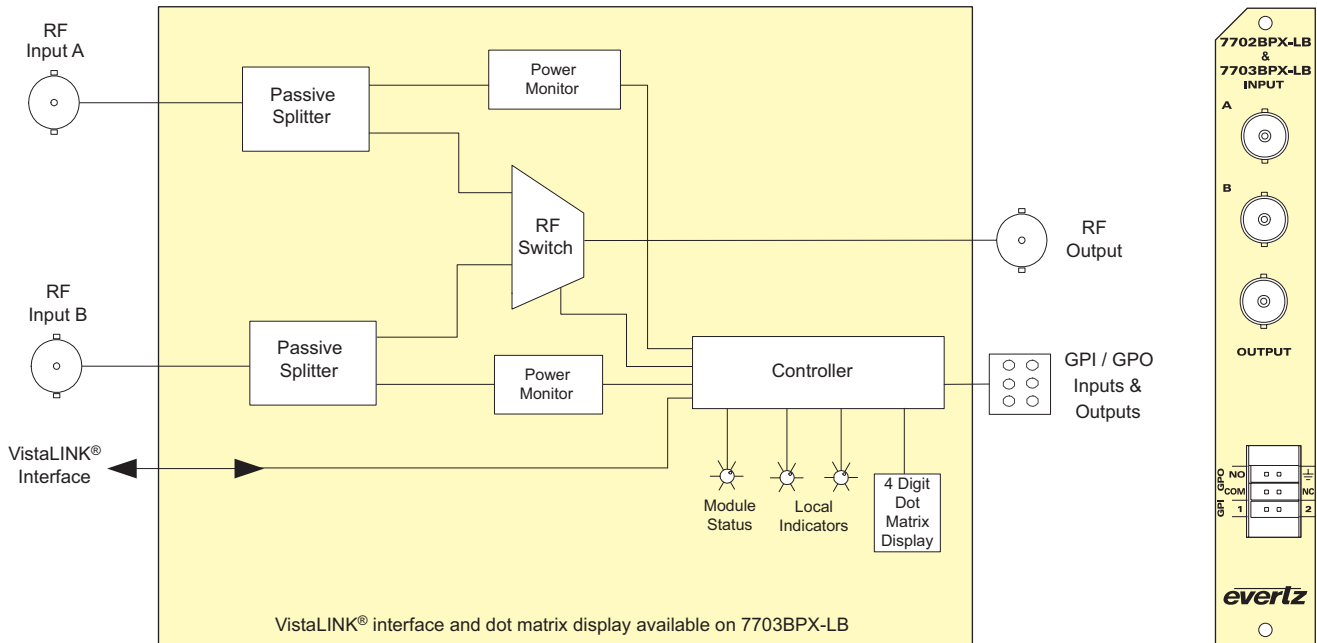 RF
Input A
Passive
Splitter
Power
Monitor
RF
Switch
RF
Output
RF
Input B
Passive
Splitter
Power
Monitor
Controller
GPI / GPO
Inputs &
Outputs
VistaLINK®
Interface
Module
Status
Local
Indicators
4 Digit
Dot
Matrix
Display
VistaLINK® interface and dot matrix display available on 7703BPX-LB
7702BPX-LB
&
7703BPX-LB
INPUT
A
B
OUTPUT
GPO NO
COM NC
GPI 1 2
evertz